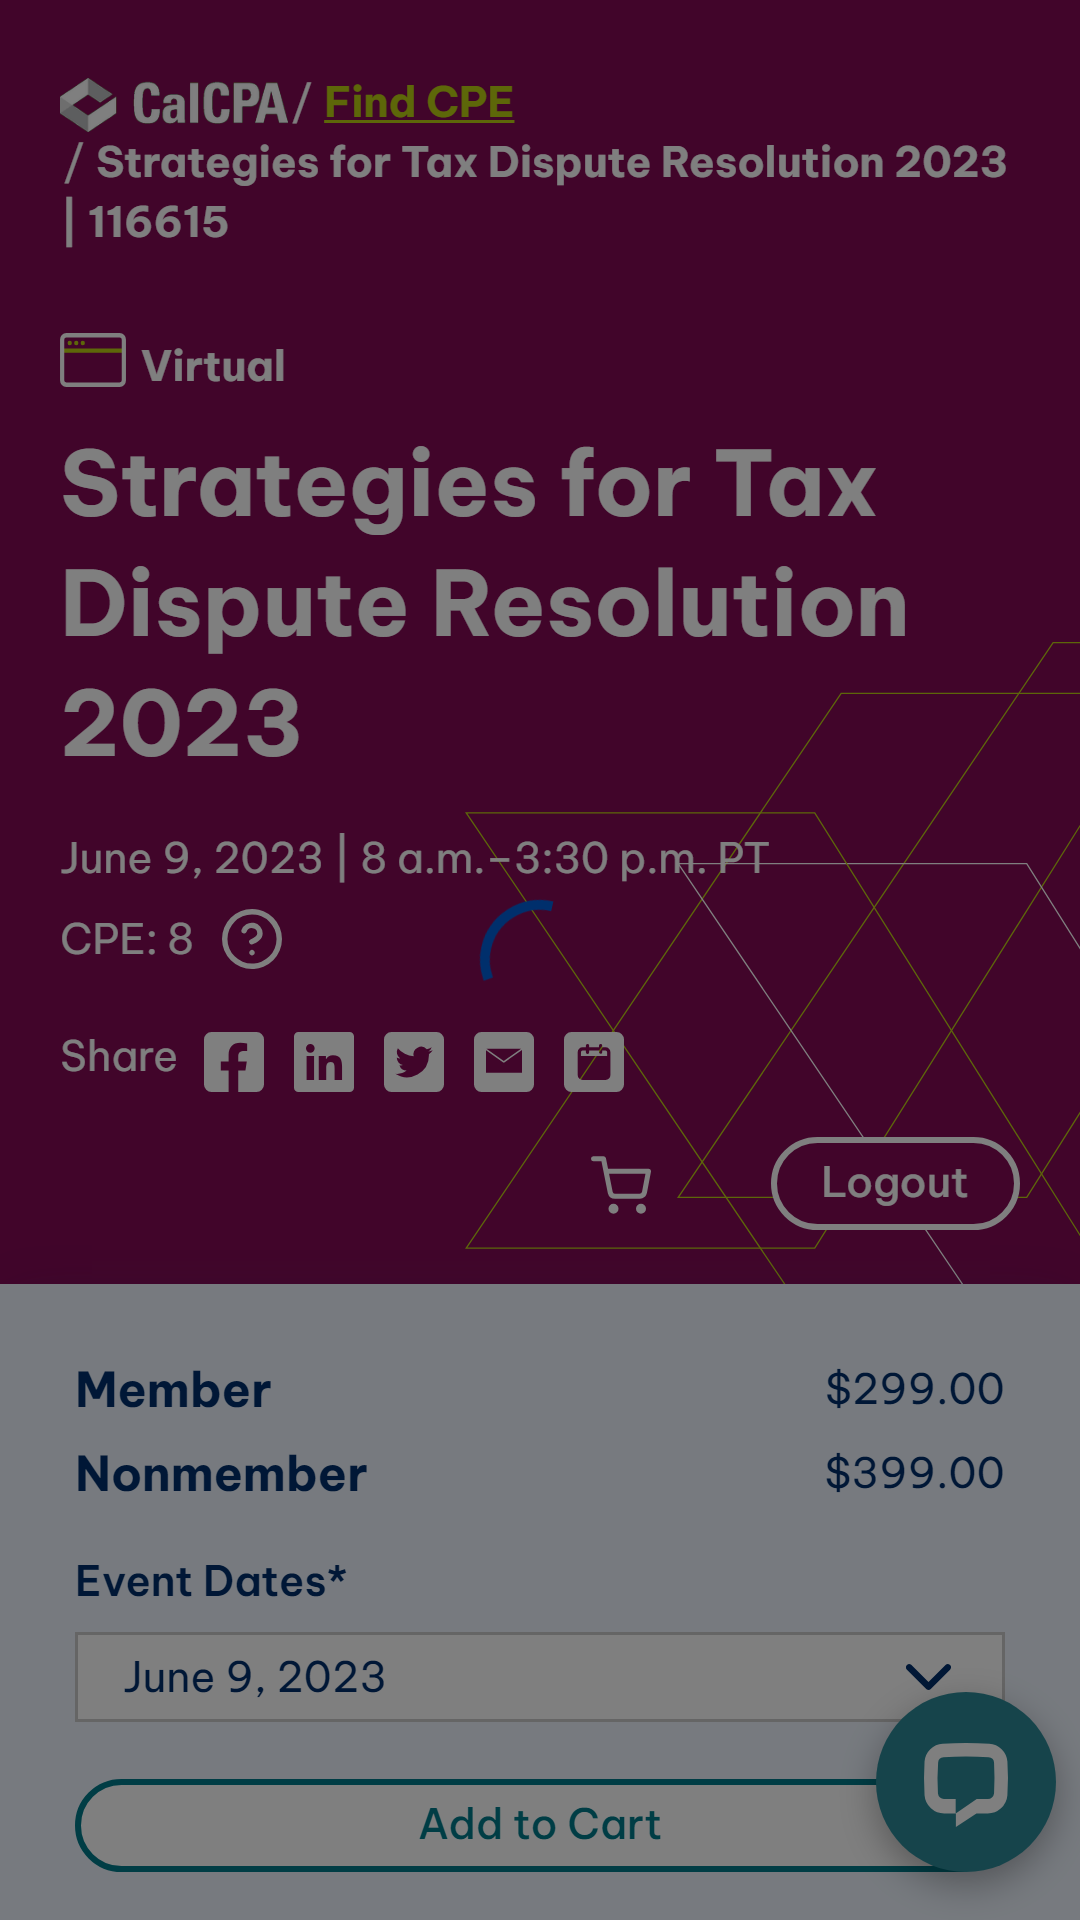 CalCPA / Find CPE
/ Strategies for Tax Dispute Resolution 2023
| 116615
Virtual
Strategies for Tax
Dispute Resolution
2023
June 9, 2023 | 8 a.m.–3:30 p.m. PT
CPE: 8 ?
Share
Logout
Member $299.00
Nonmember $399.00
Event Dates*
June 9, 2023
Add to Cart